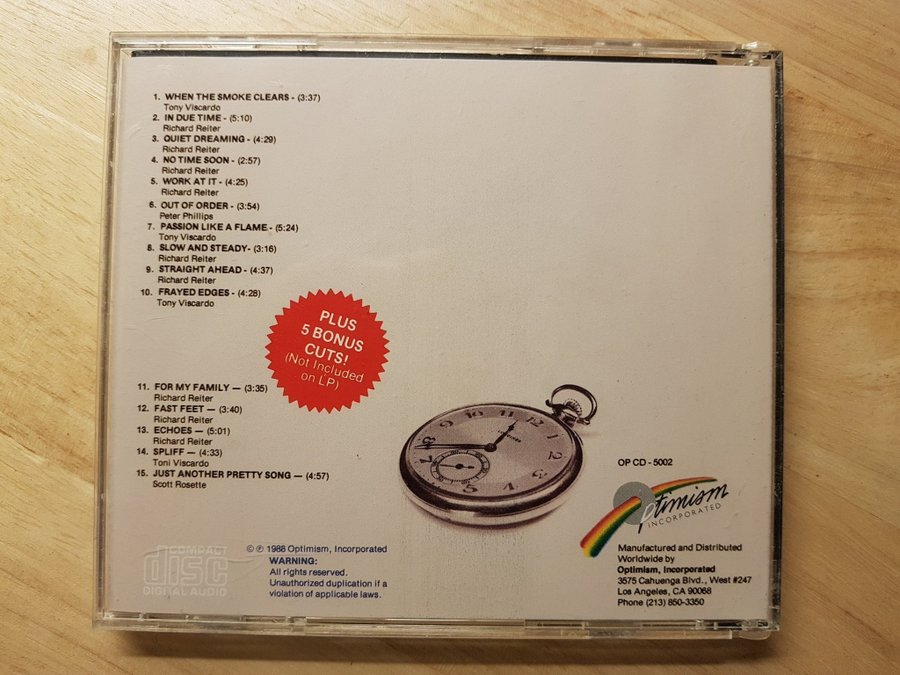 1. WHEN THE SMOKE CLEARS - (3:37)
Tony Viscardo
2. IN DUE TIME - (5:10)
Richard Reiter
3. QUIET DREAMING - (4:29)
Richard Reiter
4. NO TIME SOON - (2:57)
Richard Reiter
5. WORK AT IT - (4:25)
Richard Reiter
6. OUT OF ORDER - (3:54)
Peter Phillips
7. PASSION LIKE A FLAME - (5:24)
Tony Viscardo
8. SLOW AND STEADY- (3:16)
Richard Reiter
9. STRAIGHT AHEAD - (4:37)
Richard Reiter
10. FRAYED EDGES - (4:28)
Tony Viscardo
PLUS
5 BONUS
CUTS!
(Not Included
on LP)
11. FOR MY FAMILY — (3:35)
Richard Reiter
12. FAST FEET — (3:40)
Richard Reiter
13. ECHOES — (5:01)
Richard Reiter
14. SPLIFF — (4:33)
Toni Viscardo
15. JUST ANOTHER PRETTY SONG — (4:57)
Scott Rosette
COMPACT
disc
DIGITAL AUDIO
© ℗ 1988 Optimism, Incorporated
WARNING:
All rights reserved.
Unauthorized duplication if a
violation of applicable laws.
OP CD - 5002
Optimism
INCORPORATED
Manufactured and Distributed
Worldwide by
Optimism, Incorporated
3575 Cahuenga Blvd., West #247
Los Angeles, CA 90068
Phone (213) 850-3350